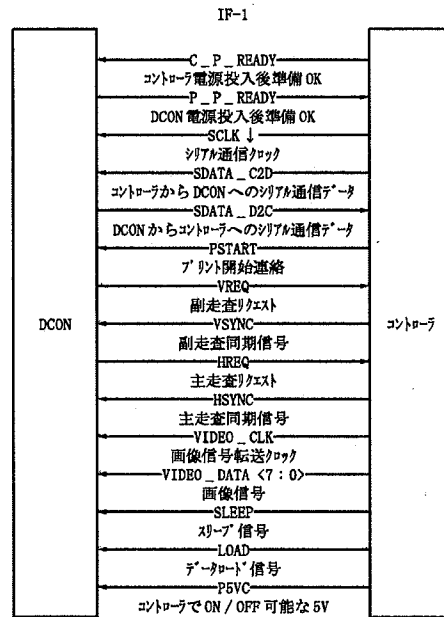 IF-1
C_P_READY
コントローラ電源投入後準備OK
P_P_READY
DCON電源投入後準備OK
SCLK↓
シリアル通信クロック
SDATA_C2D
コントローラからDCONへのシリアル通信データ
SDATA_D2C
DCONからコントローラへのシリアル通信データ
PSTART
プリント開始連絡
VREQ
副走査リクエスト
DCON
VSYNC
コントローラ
副走査同期信号
HREQ
主走査リクエスト
HSYNC
主走査同期信号
VIDEO_CLK
画像信号転送クロック
VIDEO_DATA <7:0>
画像信号
SLEEP
スリープ信号
LOAD
データロード信号
P5VC
コントローラでON/OFF可能な5V